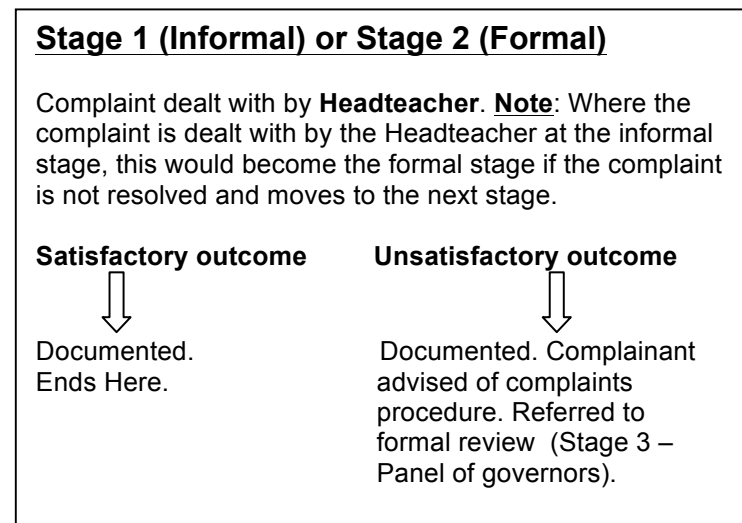 Stage 1 (Informal) or Stage 2 (Formal)
Complaint dealt with by Headteacher. Note: Where the
complaint is dealt with by the Headteacher at the informal
stage, this would become the formal stage if the complaint
is not resolved and moves to the next stage.
Satisfactory outcome
Documented.
Ends Here.
Unsatisfactory outcome
Documented. Complainant
advised of complaints
procedure. Referred to
formal review (Stage 3 –
Panel of governors).